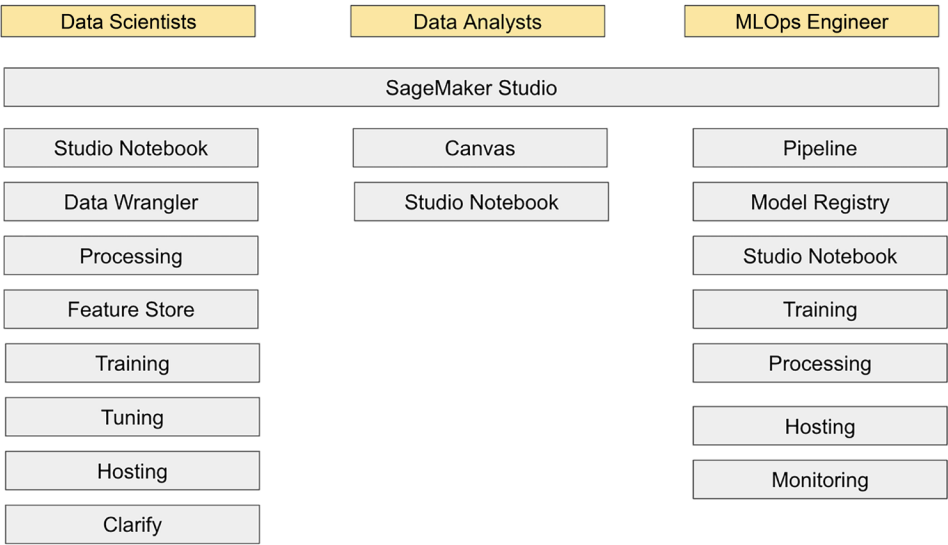 Data Scientists
Data Analysts
MLOps Engineer
SageMaker Studio
Studio Notebook
Data Wrangler
Processing
Feature Store
Training
Tuning
Hosting
Clarify
Canvas
Studio Notebook
Pipeline
Model Registry
Studio Notebook
Training
Processing
Hosting
Monitoring